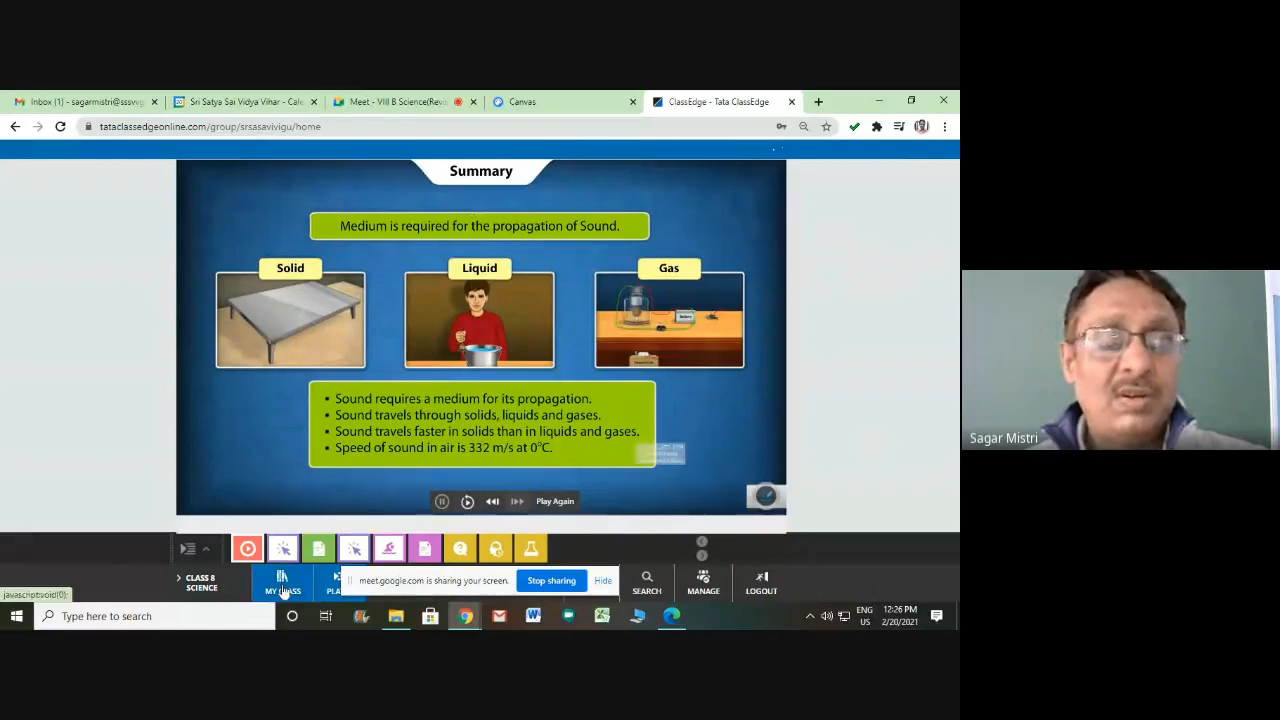 Inbox (1) - sagarmistri@sssvvg
Sri Satya Sai Vidya Vihar - Cale
Meet - VIII B Science(Revi
Canvas
ClassEdge - Tata ClassEdge
tataclassedgeonline.com/group/srsasavivigu/home
Summary
Medium is required for the propagation of Sound.
Solid
Liquid
Gas
Battery
• Sound requires a medium for its propagation.
• Sound travels through solids, liquids and gases.
• Sound travels faster in solids than in liquids and gases.
• Speed of sound in air is 332 m/s at 0°C.
Sagar Mistri
Play Again
CLASS 8
SCIENCE
MY CLASS
PLA
meet.google.com is sharing your screen.
Stop sharing
Hide
SEARCH
MANAGE
LOGOUT
javascript:void(0);
Type here to search
ENG
US
12:26 PM
2/20/2021